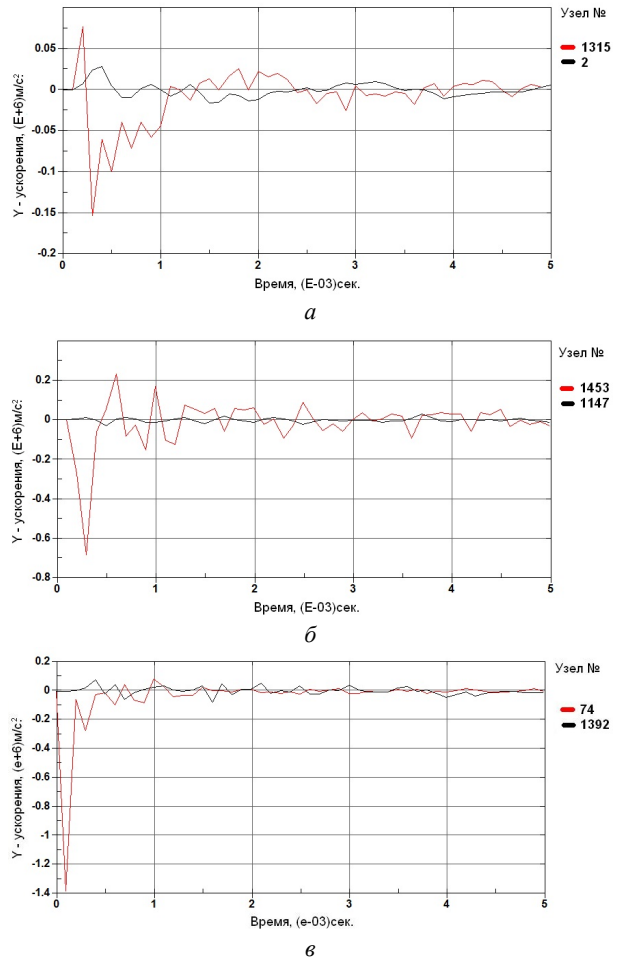 Узел №
1315
2
0.05
0
-0.05
-0.1
-0.15
-0.2
Y - ускорения, (E+6)м/с²
0 1 2 3 4 5
Время, (E-03)сек.
а
Узел №
1453
1147
0.2
0
-0.2
-0.4
-0.6
-0.8
Y - ускорения, (E+6)м/с²
0 1 2 3 4 5
Время, (E-03)сек.
б
Узел №
74
1392
0.2
0
-0.2
-0.4
-0.6
-0.8
-1
-1.2
-1.4
Y - ускорения, (e+6)м/с²
0 1 2 3 4 5
Время, (e-03)сек.
в